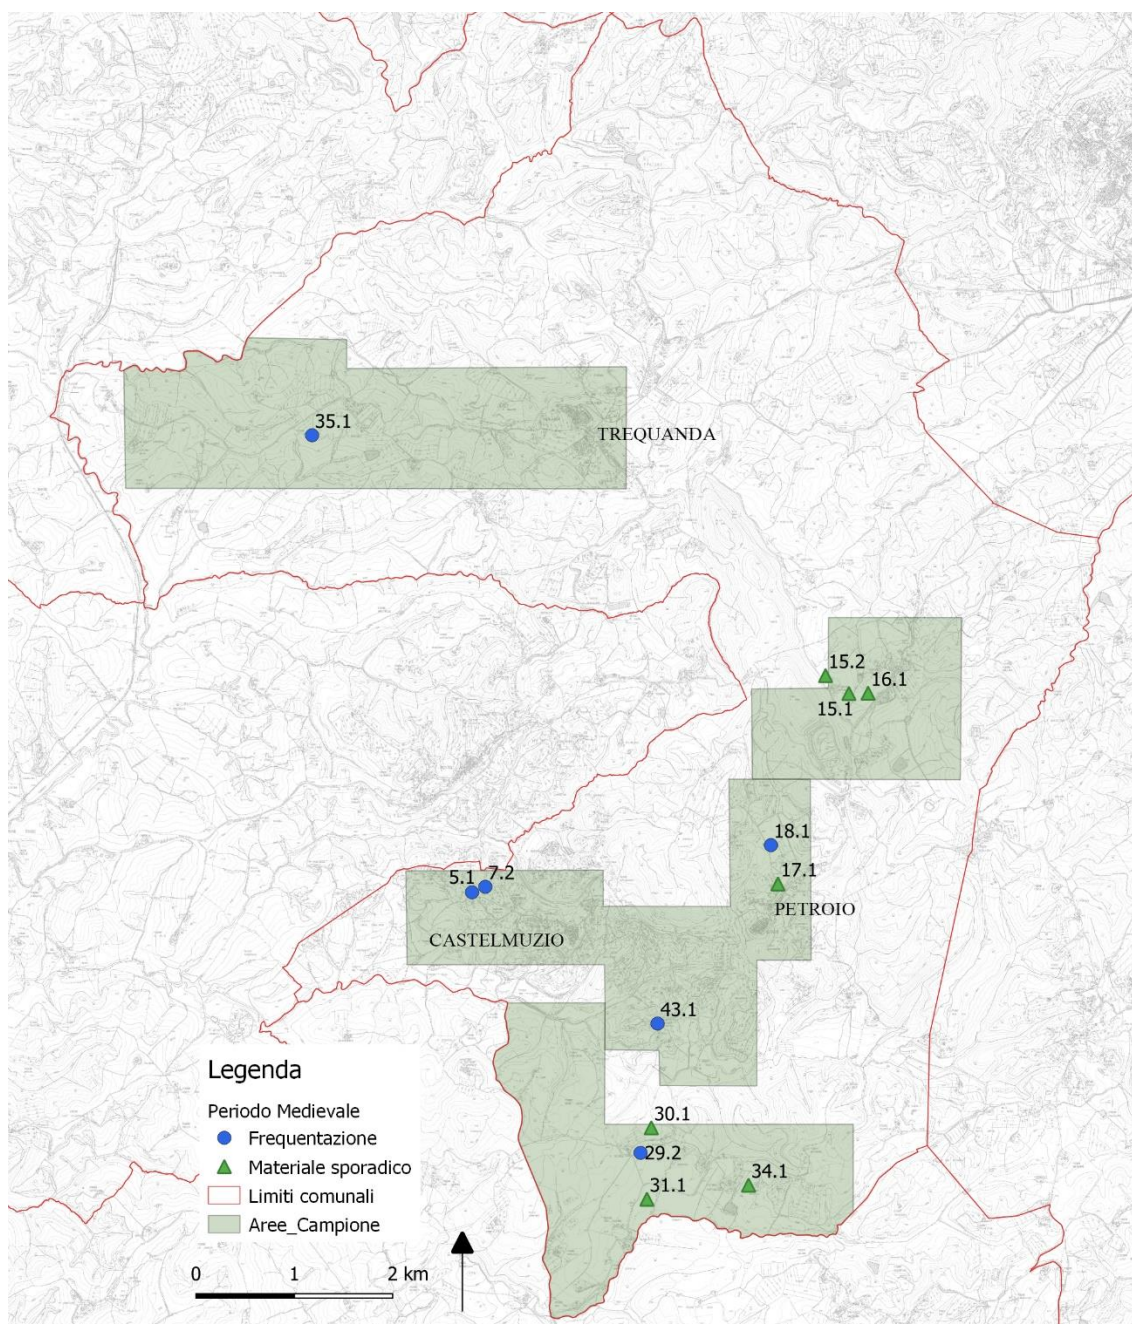 35.1
TREQUANDA
15.2
16.1
15.1
18.1
17.1
PETROIO
7.2
5.1
CASTELMUZIO
43.1
30.1
29.2
31.1
34.1
Legenda
Periodo Medievale
Frequentazione
Materiale sporadico
Limiti comunali
Aree_Campione
0 1 2 km